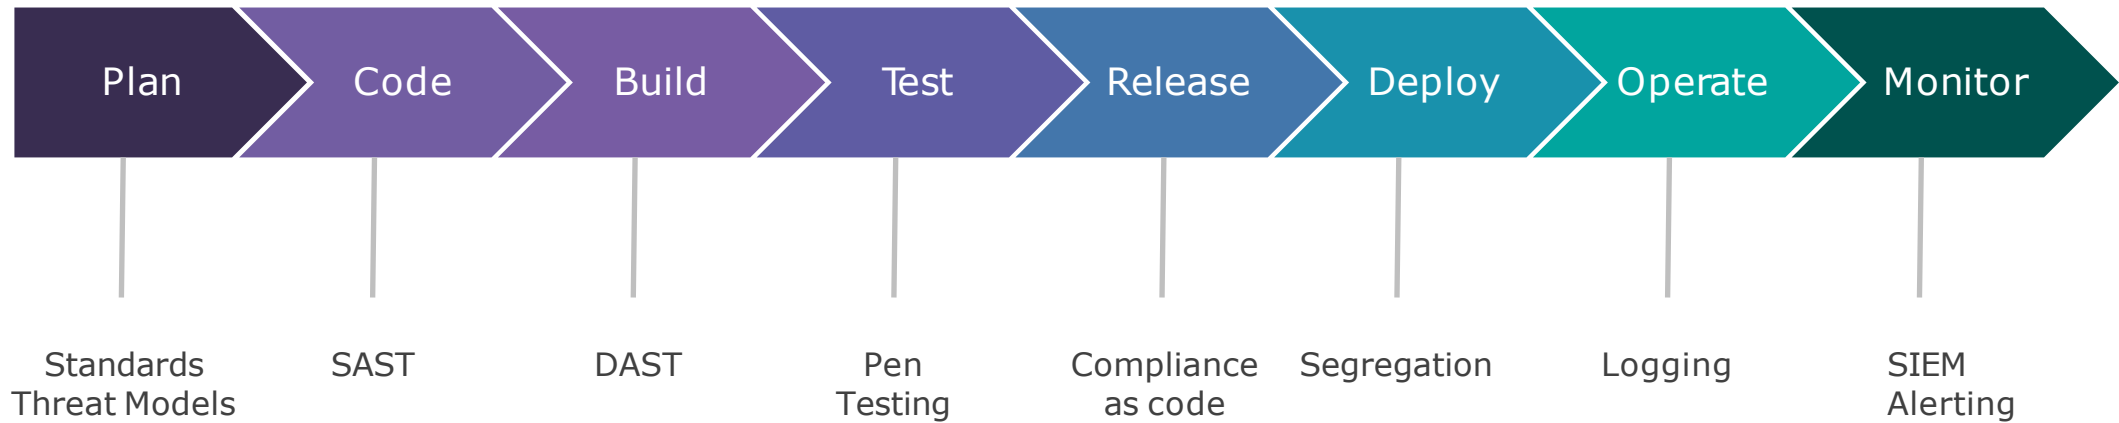 Plan
Code
Build
Test
Release
Deploy
Operate
Monitor
Standards
Threat Models
SAST
DAST
Pen
Testing
Compliance
as code
Segregation
Logging
SIEM
Alerting